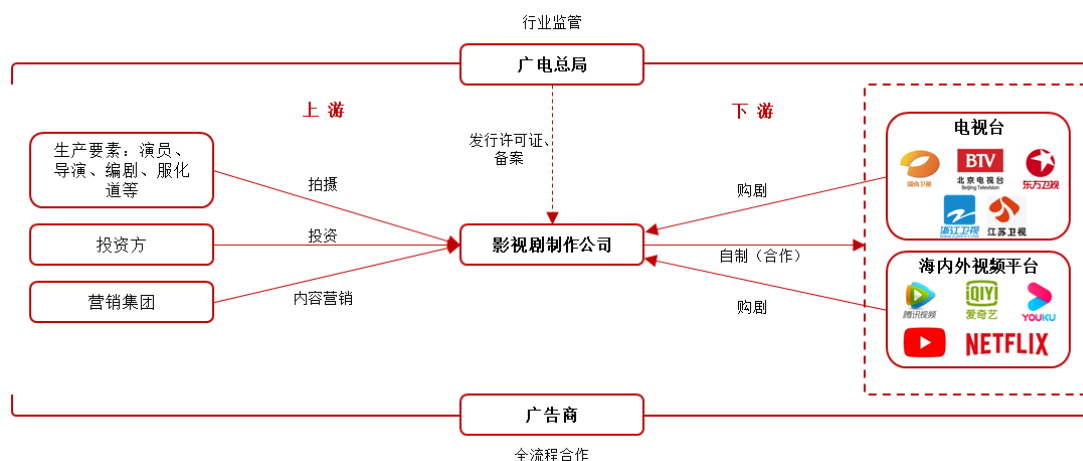 行业监管
广电总局
上 游
下 游
发行许可证、
备案
生产要素：演员、
导演、编剧、服化
道等
投资方
营销集团
拍摄
投资
内容营销
影视剧制作公司
购剧
自制（合作）
购剧
电视台
湖南卫视
BTV
北京电视台
Beijing Television
东方卫视
浙江卫视
江苏卫视
海内外视频平台
腾讯视频
iQIYI
爱奇艺
YOUKU
NETFLIX
广告商
全流程合作